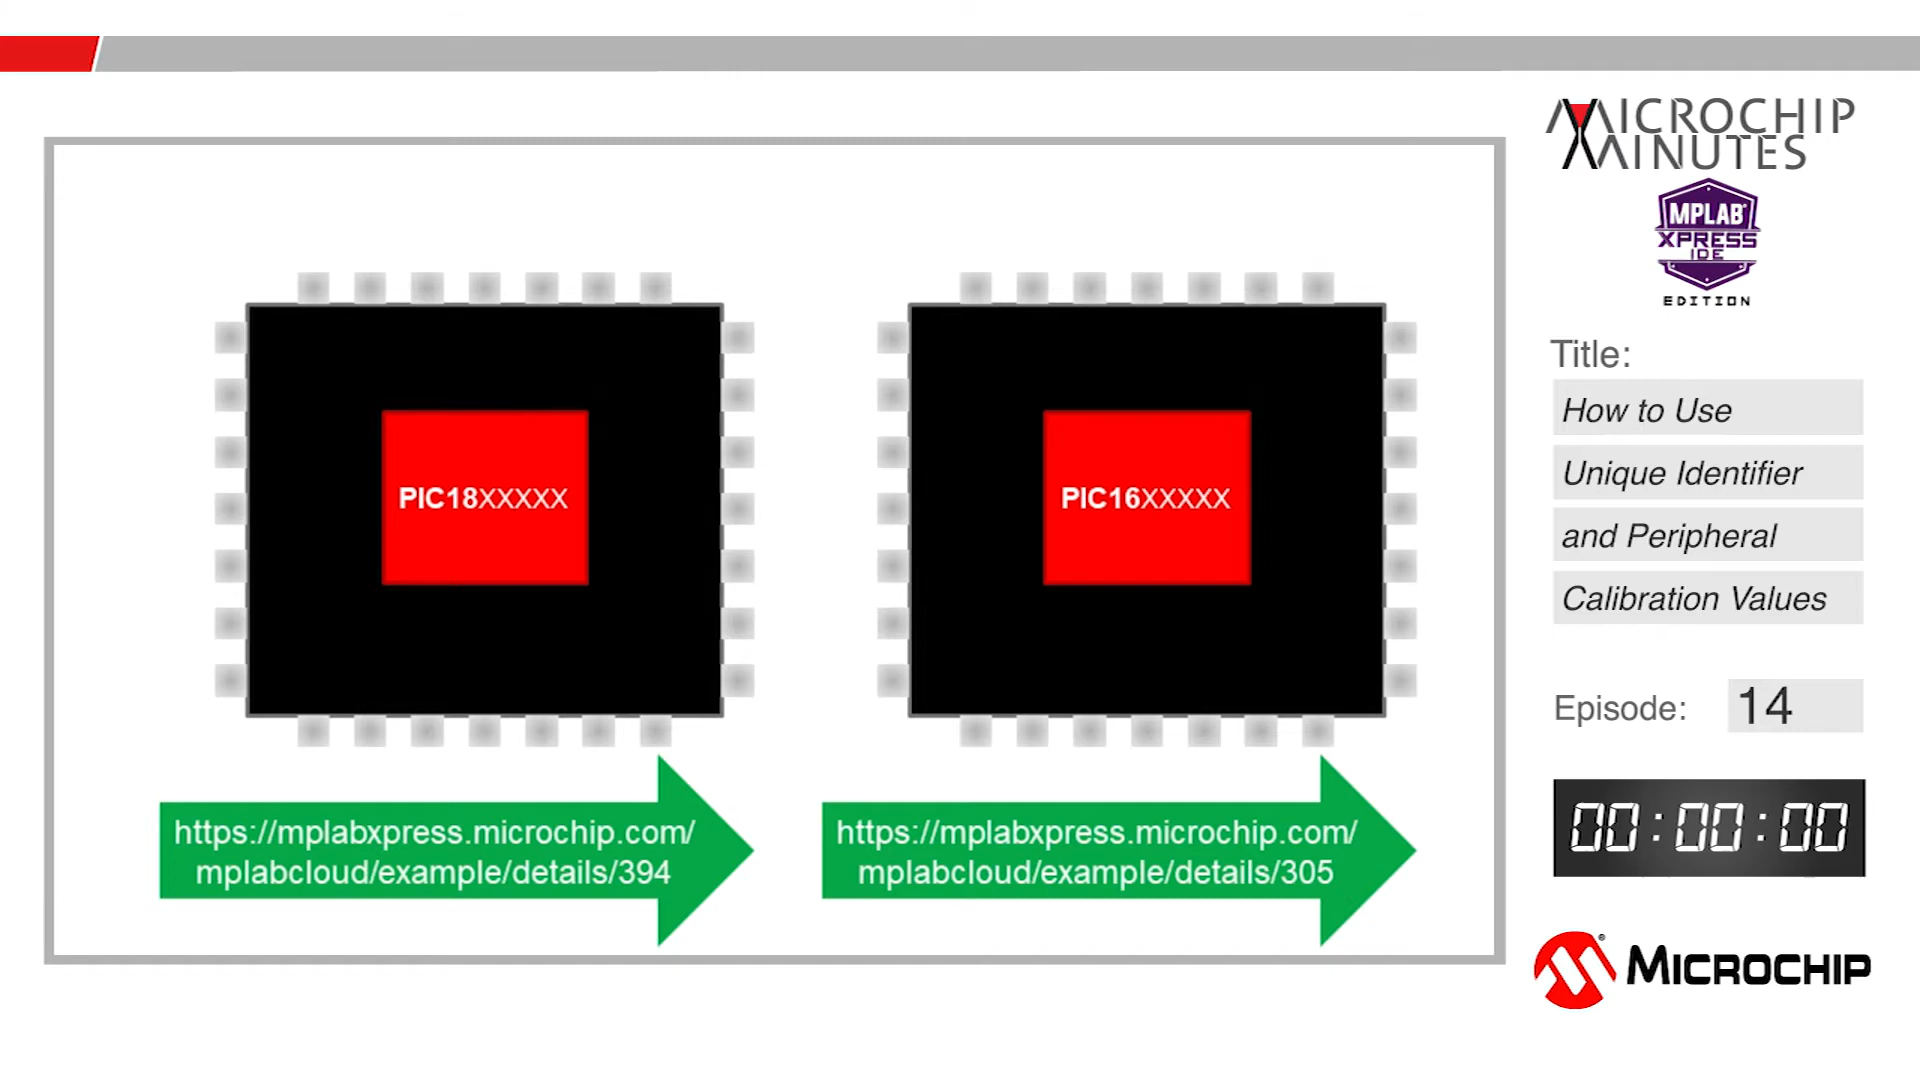 MICROCHIP
MINUTES
MPLAB®
XPRESS
IDE
EDITION
Title:
How to Use
Unique Identifier
and Peripheral
Calibration Values
Episode: 14
00:00:00
MICROCHIP®
PIC18XXXXX
PIC16XXXXX
https://mplabxpress.microchip.com/
mplabcloud/example/details/394
https://mplabxpress.microchip.com/
mplabcloud/example/details/305